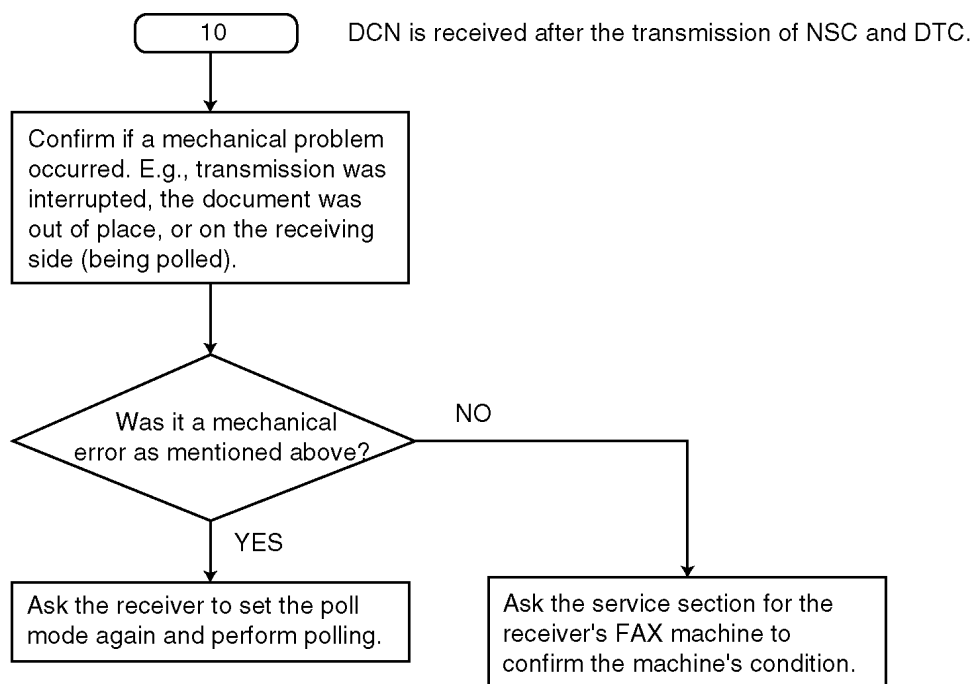 10
DCN is received after the transmission of NSC and DTC.
Confirm if a mechanical problem
occurred. E.g., transmission was
interrupted, the document was
out of place, or on the receiving
side (being polled).
Was it a mechanical
error as mentioned above?
NO
YES
Ask the receiver to set the poll
mode again and perform polling.
Ask the service section for the
receiver's FAX machine to
confirm the machine's condition.